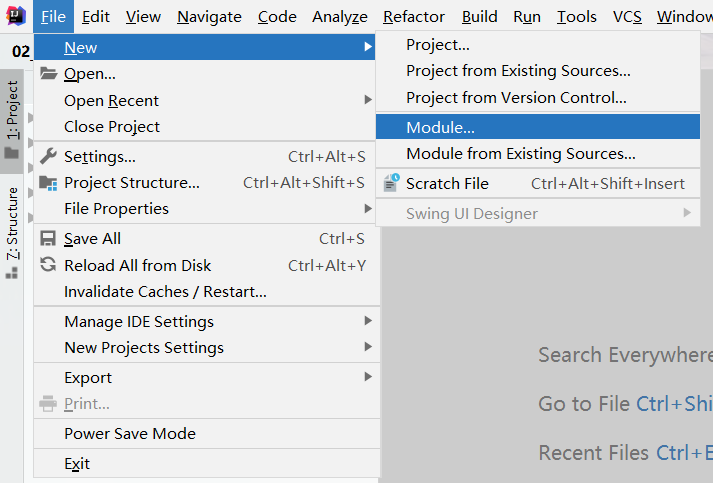 File Edit View Navigate Code Analyze Refactor Build Run Tools VCS Window
02_
1: Project
Z: Structure
New
Open...
Open Recent
Close Project
Settings... Ctrl+Alt+S
Project Structure... Ctrl+Alt+Shift+S
File Properties
Save All Ctrl+S
Reload All from Disk Ctrl+Alt+Y
Invalidate Caches / Restart...
Manage IDE Settings
New Projects Settings
Export
Print...
Power Save Mode
Exit
Project...
Project from Existing Sources...
Project from Version Control...
Module...
Module from Existing Sources...
Scratch File Ctrl+Alt+Shift+Insert
Swing UI Designer
Search Everywhere
Go to File Ctrl+Shi
Recent Files Ctrl+E